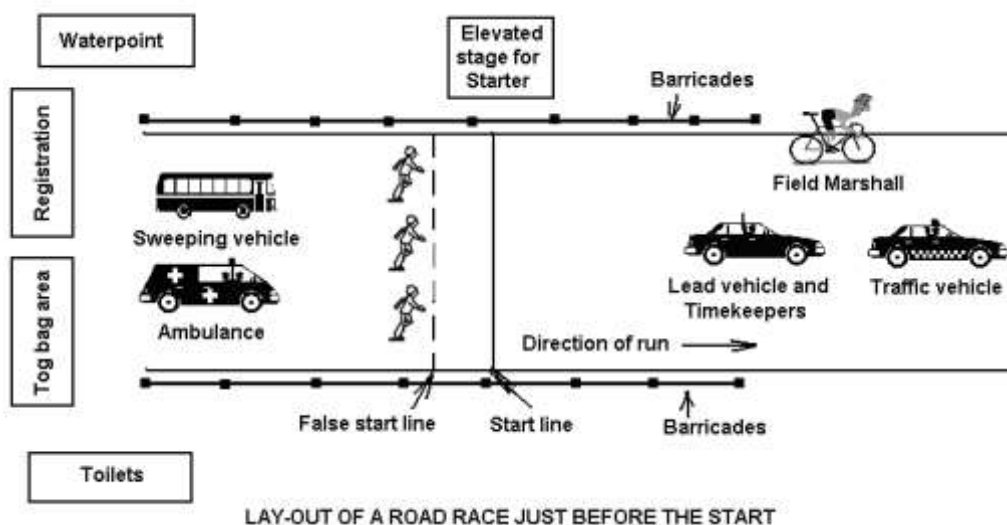 Waterpoint
Elevated
stage for
Starter
Barricades
Registration
Field Marshall
Sweeping vehicle
Lead vehicle and
Timekeepers
Traffic vehicle
Tog bag area
Ambulance
Direction of run
False start line
Start line
Barricades
Toilets
LAY-OUT OF A ROAD RACE JUST BEFORE THE START